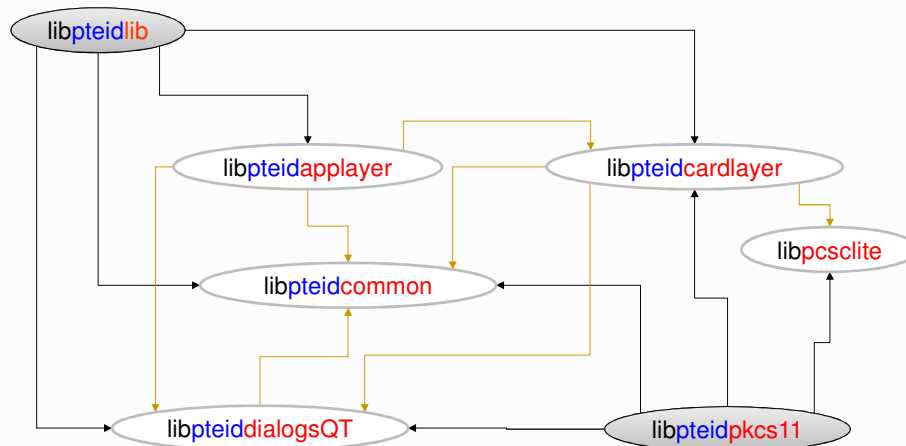 libpteidlib
libpteidapplayer
libpteidcardlayer
libpcsclite
libpteidcommon
libpteiddialogsQT
libpteidpkcs11